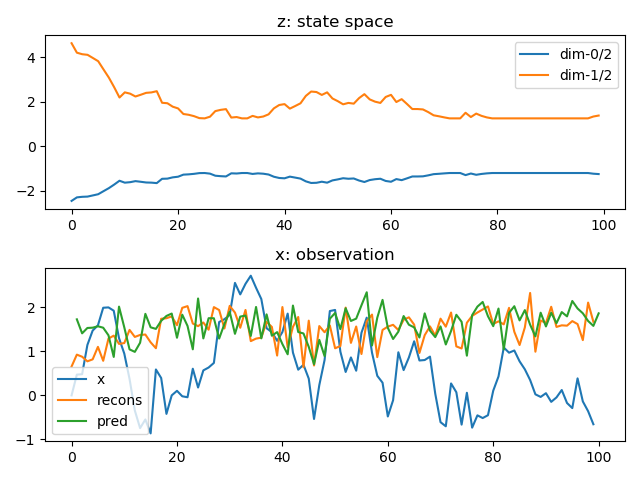 z: state space
4
2
0
−2
dim-0/2
dim-1/2
0 20 40 60 80 100
x: observation
2
1
0
−1
x
recons
pred
0 20 40 60 80 100